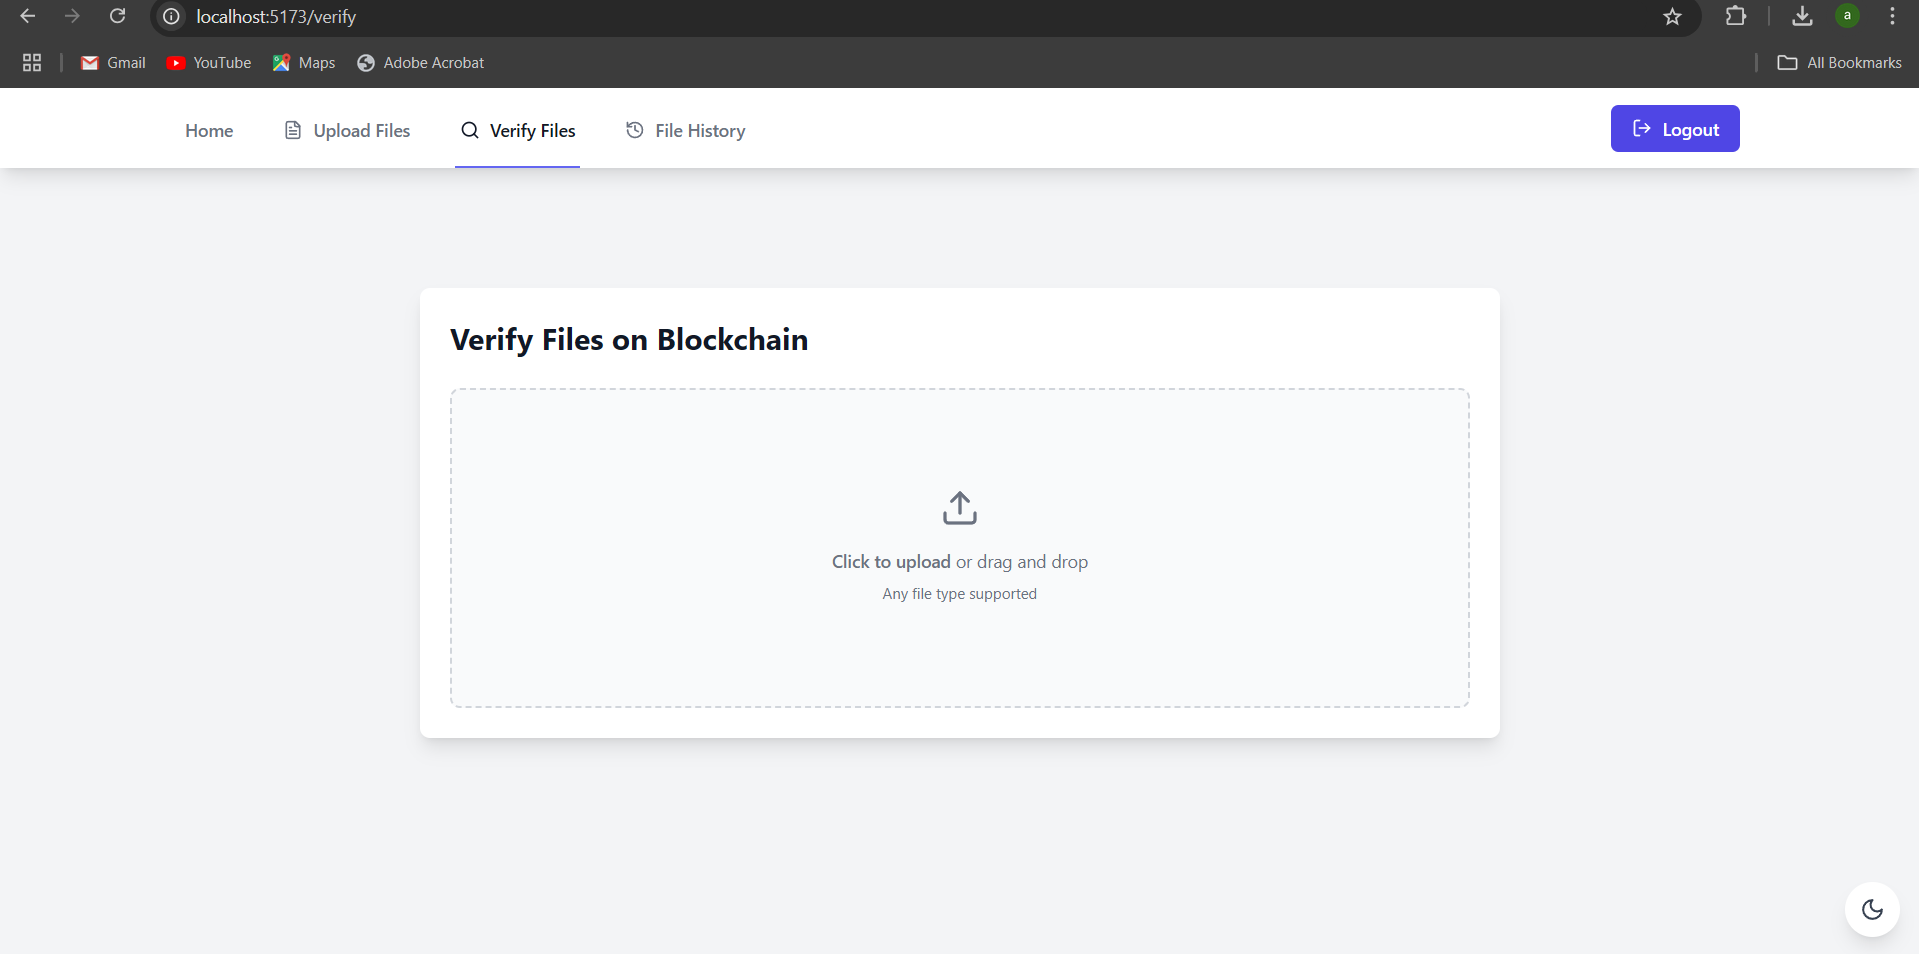 localhost:5173/verify
a
Gmail YouTube Maps Adobe Acrobat All Bookmarks
Home Upload Files Verify Files File History Logout
Verify Files on Blockchain
Click to upload or drag and drop
Any file type supported